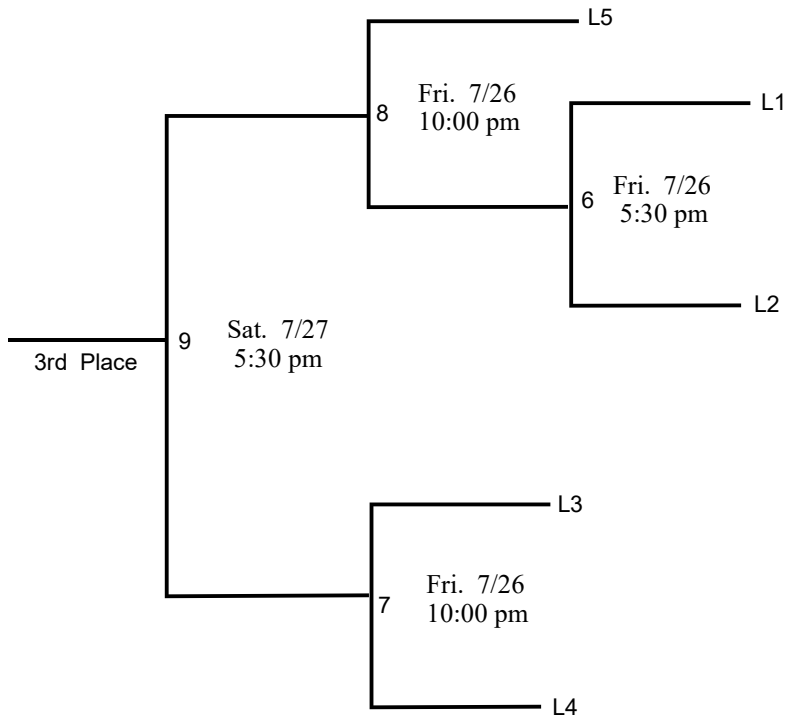 L5
Fri. 7/26
10:00 pm
8
L1
Fri. 7/26
5:30 pm
6
L2
Sat. 7/27
5:30 pm
9
3rd Place
L3
Fri. 7/26
10:00 pm
7
L4